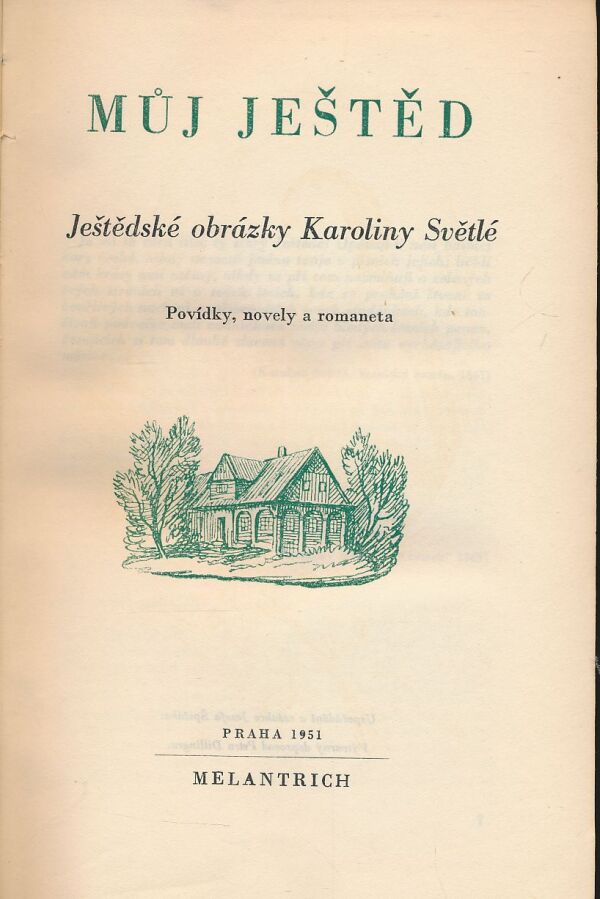 MŮJ JEŠTĚD
Ještědské obrázky Karoliny Světlé
Povídky, novely a romaneta
PRAHA 1951
MELANTRICH